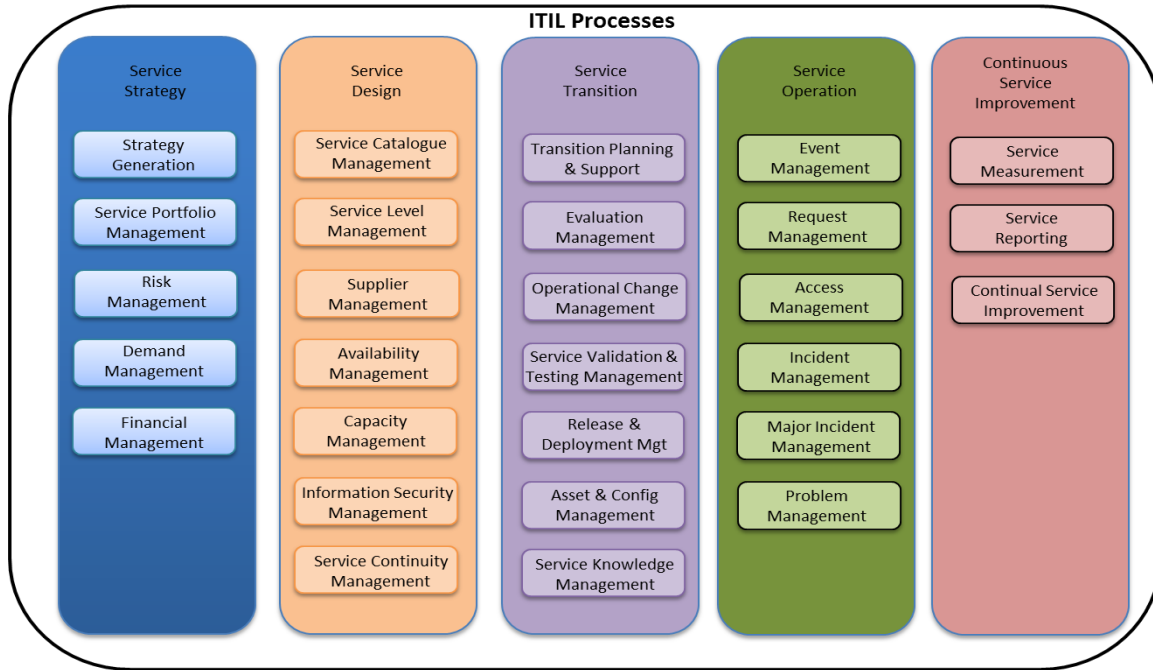 ITIL Processes
Service
Strategy
Strategy
Generation
Service Portfolio
Management
Risk
Management
Demand
Management
Financial
Management
Service
Design
Service Catalogue
Management
Service Level
Management
Supplier
Management
Availability
Management
Capacity
Management
Information Security
Management
Service Continuity
Management
Service
Transition
Transition Planning
& Support
Evaluation
Management
Operational Change
Management
Service Validation &
Testing Management
Release &
Deployment Mgt
Asset & Config
Management
Service Knowledge
Management
Service
Operation
Event
Management
Request
Management
Access
Management
Incident
Management
Major Incident
Management
Problem
Management
Continuous
Service
Improvement
Service
Measurement
Service
Reporting
Continual Service
Improvement